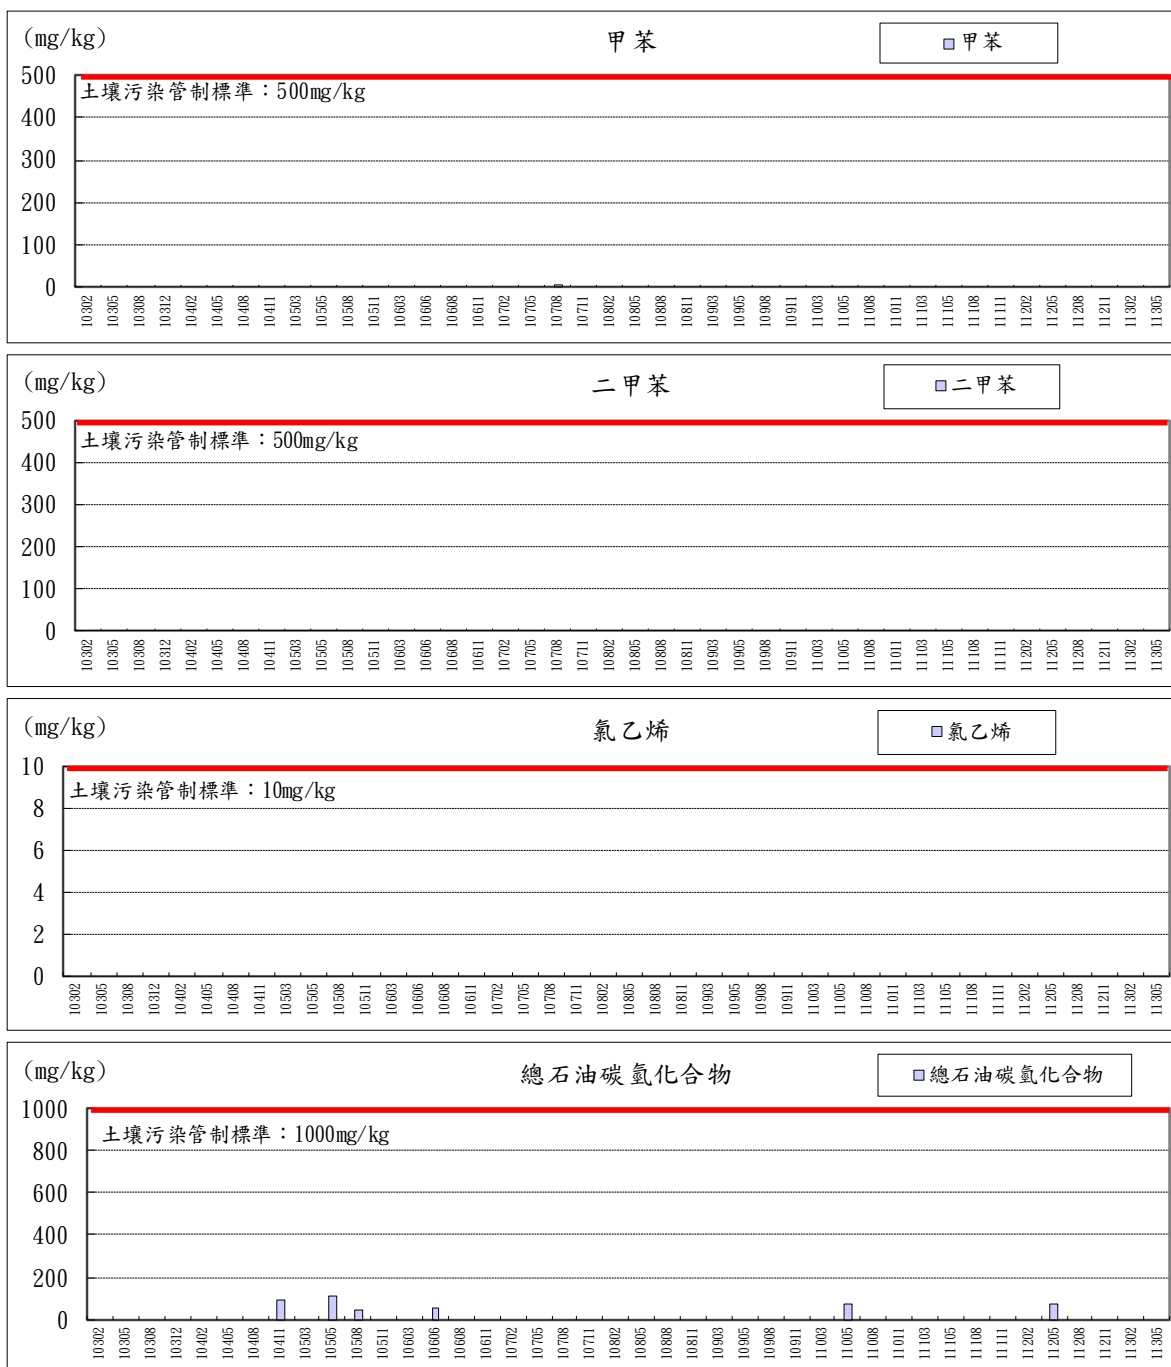 (mg/kg)
甲苯
甲苯
500
土壤污染管制標準：500mg/kg
400
300
200
100
0
10302 10305 10308 10312 10402 10405 10408 10411 10503 10505 10508 10511 10603 10606 10608 10611 10702 10705 10708 10711 10802 10805 10808 10811 10903 10905 10908 10911 11003 11005 11008 11011 11103 11105 11108 11111 11202 11205 11208 11211 11302 11305
(mg/kg)
二甲苯
二甲苯
500
土壤污染管制標準：500mg/kg
400
300
200
100
0
10302 10305 10308 10312 10402 10405 10408 10411 10503 10505 10508 10511 10603 10606 10608 10611 10702 10705 10708 10711 10802 10805 10808 10811 10903 10905 10908 10911 11003 11005 11008 11011 11103 11105 11108 11111 11202 11205 11208 11211 11302 11305
(mg/kg)
氯乙烯
氯乙烯
10
土壤污染管制標準：10mg/kg
8
6
4
2
0
10302 10305 10308 10312 10402 10405 10408 10411 10503 10505 10508 10511 10603 10606 10608 10611 10702 10705 10708 10711 10802 10805 10808 10811 10903 10905 10908 10911 11003 11005 11008 11011 11103 11105 11108 11111 11202 11205 11208 11211 11302 11305
(mg/kg)
總石油碳氫化合物
總石油碳氫化合物
1000
土壤污染管制標準：1000mg/kg
800
600
400
200
0
10302 10305 10308 10312 10402 10405 10408 10411 10503 10505 10508 10511 10603 10606 10608 10611 10702 10705 10708 10711 10802 10805 10808 10811 10903 10905 10908 10911 11003 11005 11008 11011 11103 11105 11108 11111 11202 11205 11208 11211 11302 11305